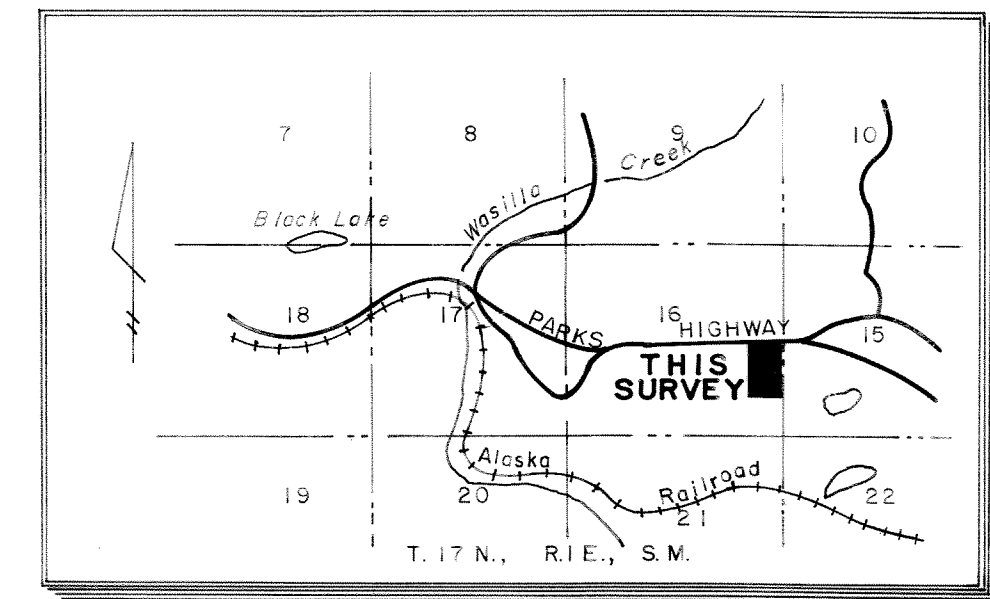 7 8 9 10
Wasilla Creek
Black Lake
18 17 16 15
PARKS HIGHWAY
THIS
SURVEY
Alaska Railroad
19 20 21 22
T. 17 N., R. 1 E., S. M.